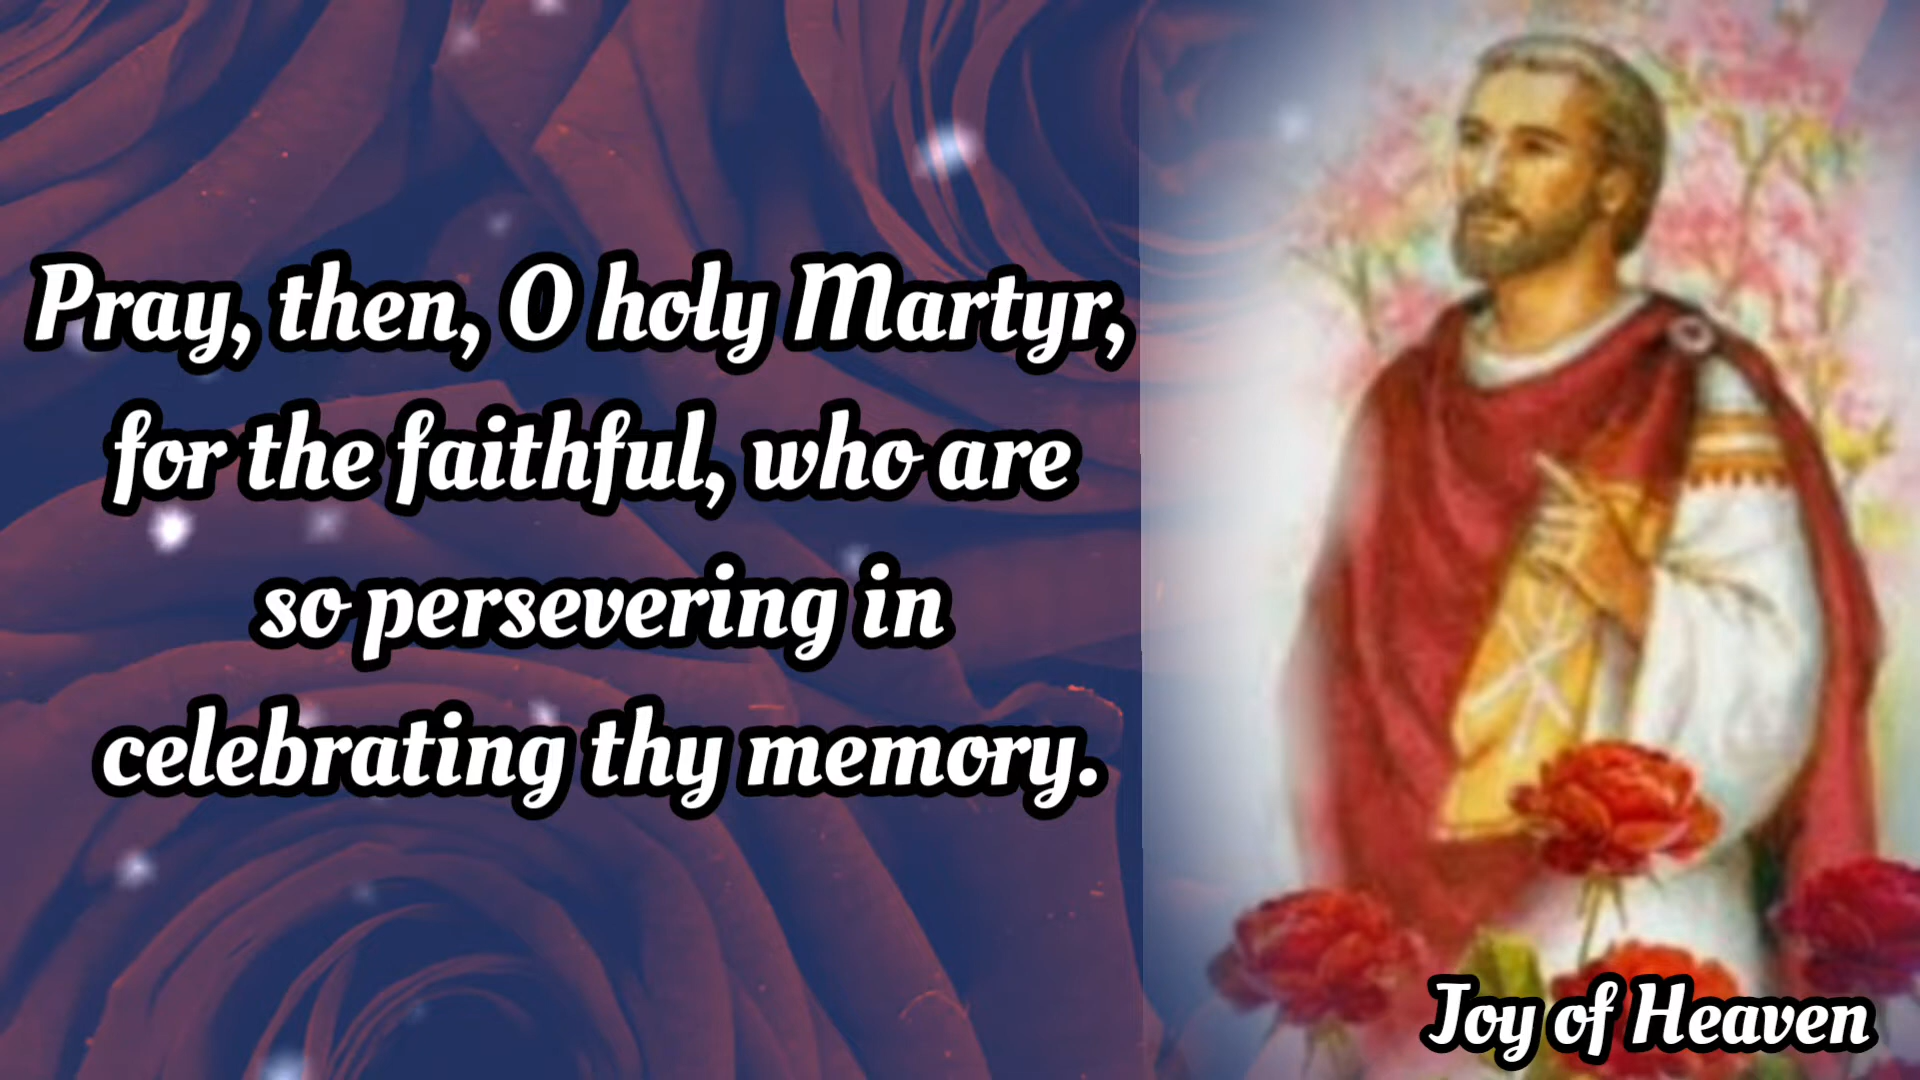 Pray, then, O holy Martyr,
for the faithful, who are
so persevering in
celebrating thy memory.
Joy of Heaven